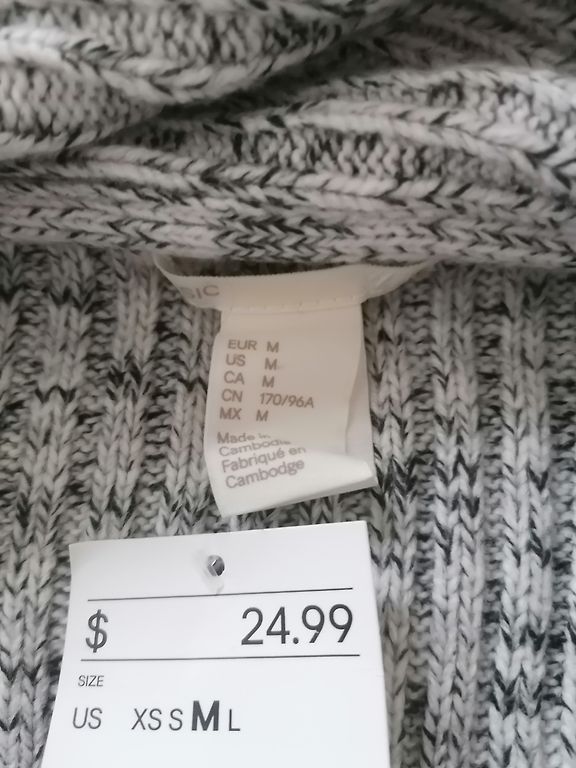 EUR M
US M
CA M
CN 170/96A
MX M
Made in
Cambodia
Fabriqué en
Cambodge
$ 24.99
SIZE
US XS S M L